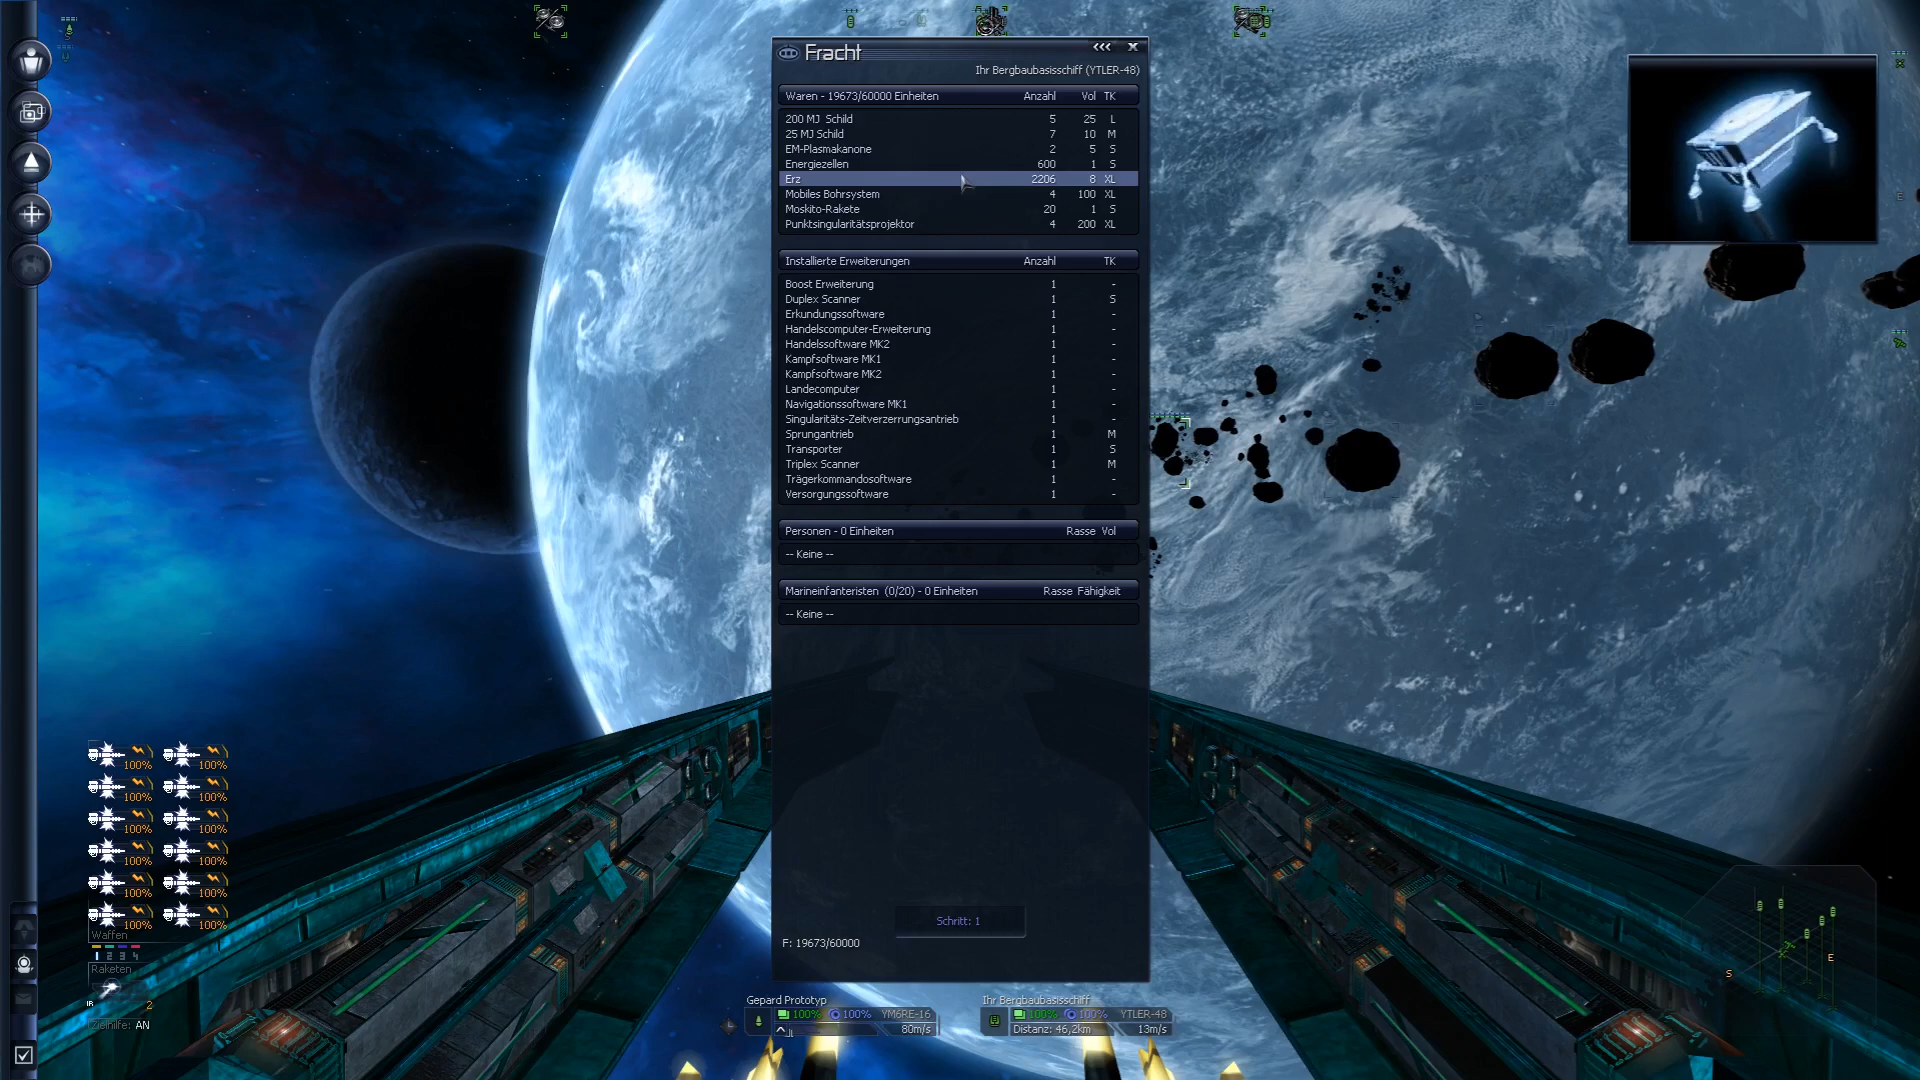 Fracht
Ihr Bergbaubasisschiff (YTLER-48)
Waren - 19673/60000 Einheiten Anzahl Vol TK
200 MJ Schild 5 25 L
25 MJ Schild 7 10 M
EM-Plasmakanone 2 5 S
Energiezellen 600 1 S
Erz 2206 8 XL
Mobiles Bohrsystem 4 100 XL
Moskito-Rakete 20 1 S
Punktsingularitätsprojektor 4 200 XL
Installierte Erweiterungen Anzahl TK
Boost Erweiterung 1 -
Duplex Scanner 1 S
Erkundungssoftware 1 -
Handelscomputer-Erweiterung 1 -
Handelssoftware MK2 1 -
Kampfsoftware MK1 1 -
Kampfsoftware MK2 1 -
Landecomputer 1 -
Navigationssoftware MK1 1 -
Singularitäts-Zeitverzerrungsantrieb 1 -
Sprungantrieb 1 M
Transporter 1 S
Triplex Scanner 1 M
Trägerkommandosoftware 1 -
Versorgungssoftware 1 -
Personen - 0 Einheiten Rasse Vol
-- Keine --
Marineinfanteristen (0/20) - 0 Einheiten Rasse Fähigkeit
-- Keine --
Schritt: 1
F: 19673/60000
100% 100%
100% 100%
100% 100%
100% 100%
100% 100%
100% 100%
Waffen
1 2 3 4
Raketen
IR 2
Zielhilfe: AN
Gepard Prototyp
100% 100% YM6RE-16
80m/s
Ihr Bergbaubasisschiff
100% 100% YTLER-48
Distanz: 46,2km 13m/s
S E
E